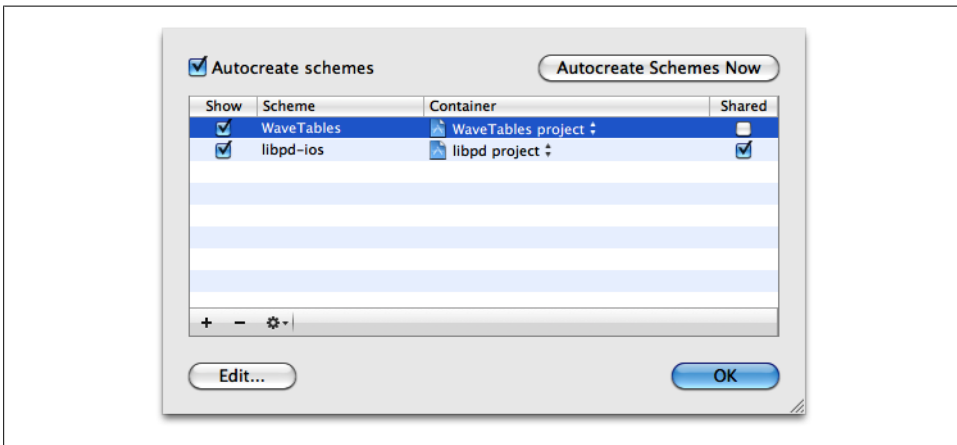 Autocreate schemes Autocreate Schemes Now
Show Scheme Container Shared
WaveTables WaveTables project
libpd-ios libpd project
Edit... OK